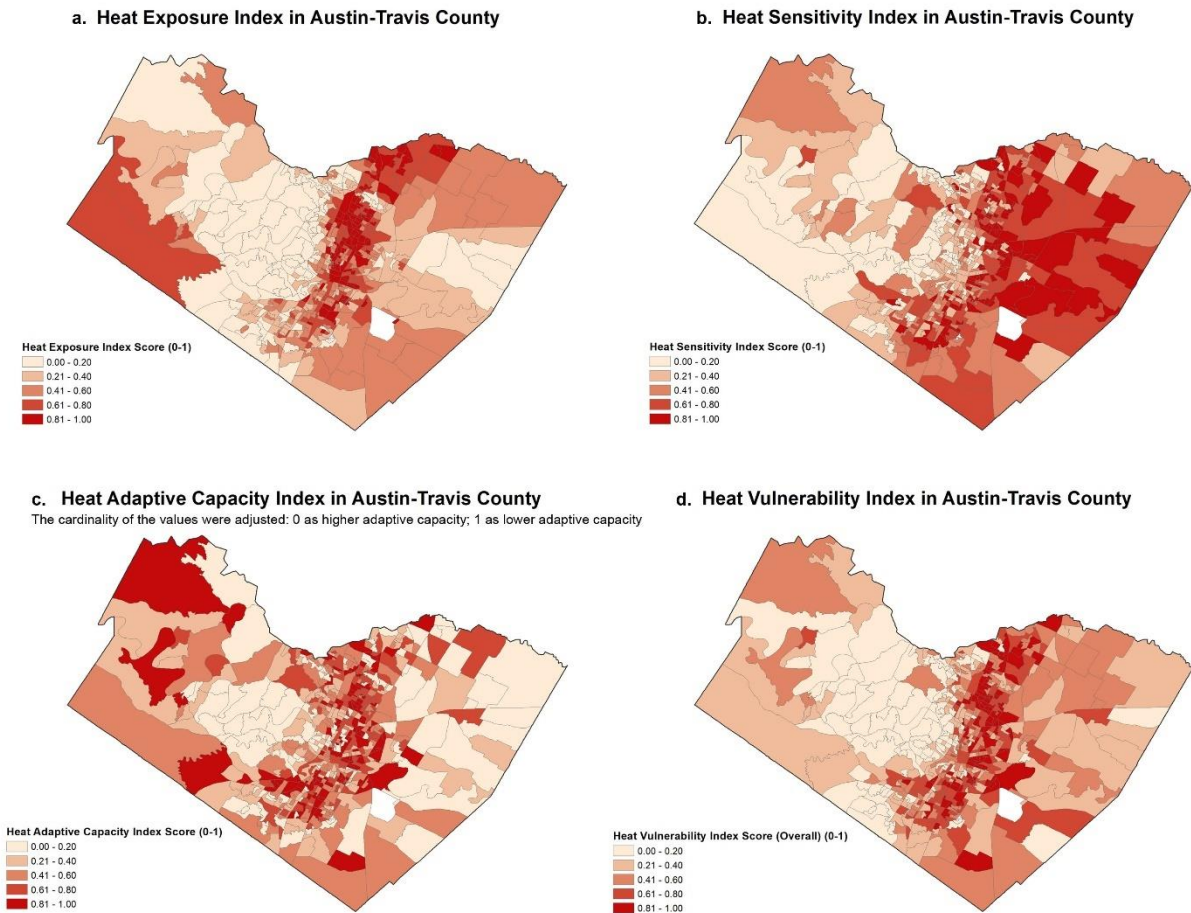 a. Heat Exposure Index in Austin-Travis County
Heat Exposure Index Score (0-1)
0.00 - 0.20
0.21 - 0.40
0.41 - 0.60
0.61 - 0.80
0.81 - 1.00
b. Heat Sensitivity Index in Austin-Travis County
Heat Sensitivity Index Score (0-1)
0.00 - 0.20
0.21 - 0.40
0.41 - 0.60
0.61 - 0.80
0.81 - 1.00
c. Heat Adaptive Capacity Index in Austin-Travis County
The cardinality of the values were adjusted: 0 as higher adaptive capacity; 1 as lower adaptive capacity
Heat Adaptive Capacity Index Score (0-1)
0.00 - 0.20
0.21 - 0.40
0.41 - 0.60
0.61 - 0.80
0.81 - 1.00
d. Heat Vulnerability Index in Austin-Travis County
Heat Vulnerability Index Score (Overall) (0-1)
0.00 - 0.20
0.21 - 0.40
0.41 - 0.60
0.61 - 0.80
0.81 - 1.00